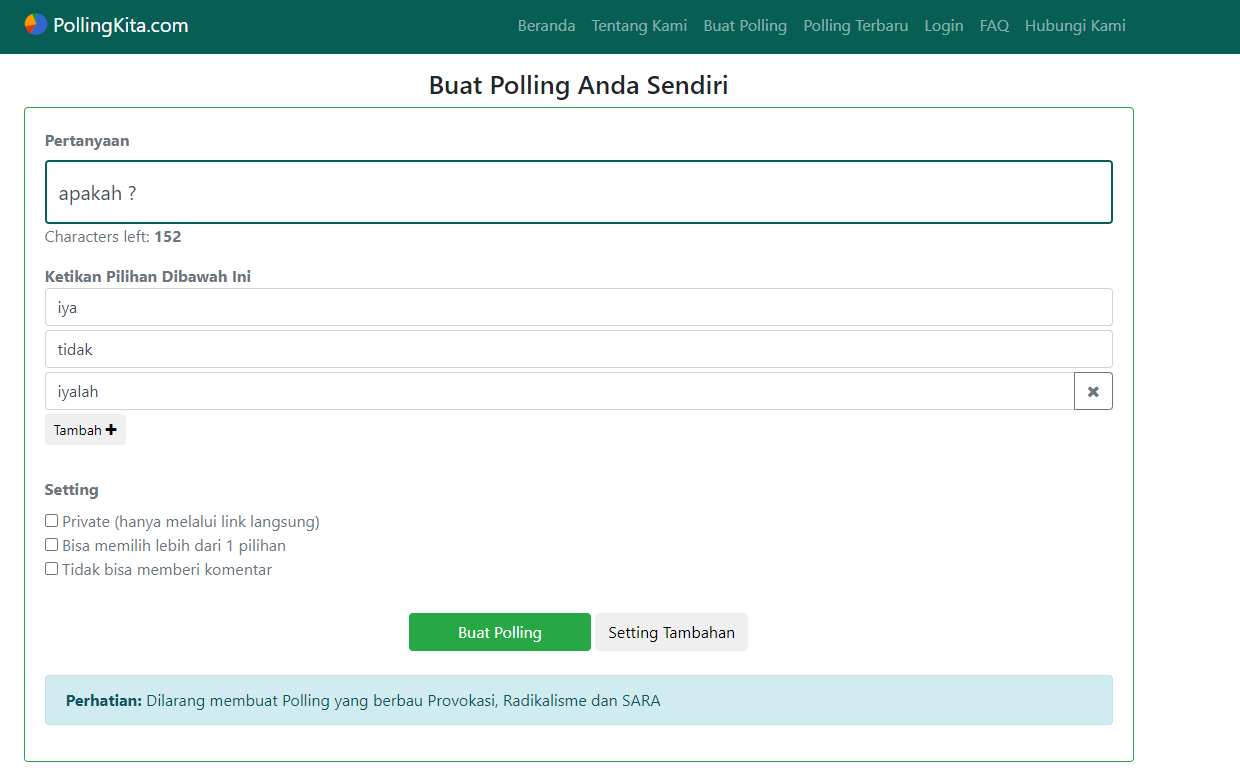 PollingKita.com
Beranda Tentang Kami Buat Polling Polling Terbaru Login FAQ Hubungi Kami
Buat Polling Anda Sendiri
Pertanyaan
apakah ?
Characters left: 152
Ketikan Pilihan Dibawah Ini
iya
tidak
iyalah
Tambah
Setting
Private (hanya melalui link langsung)
Bisa memilih lebih dari 1 pilihan
Tidak bisa memberi komentar
Buat Polling Setting Tambahan
Perhatian: Dilarang membuat Polling yang berbau Provokasi, Radikalisme dan SARA